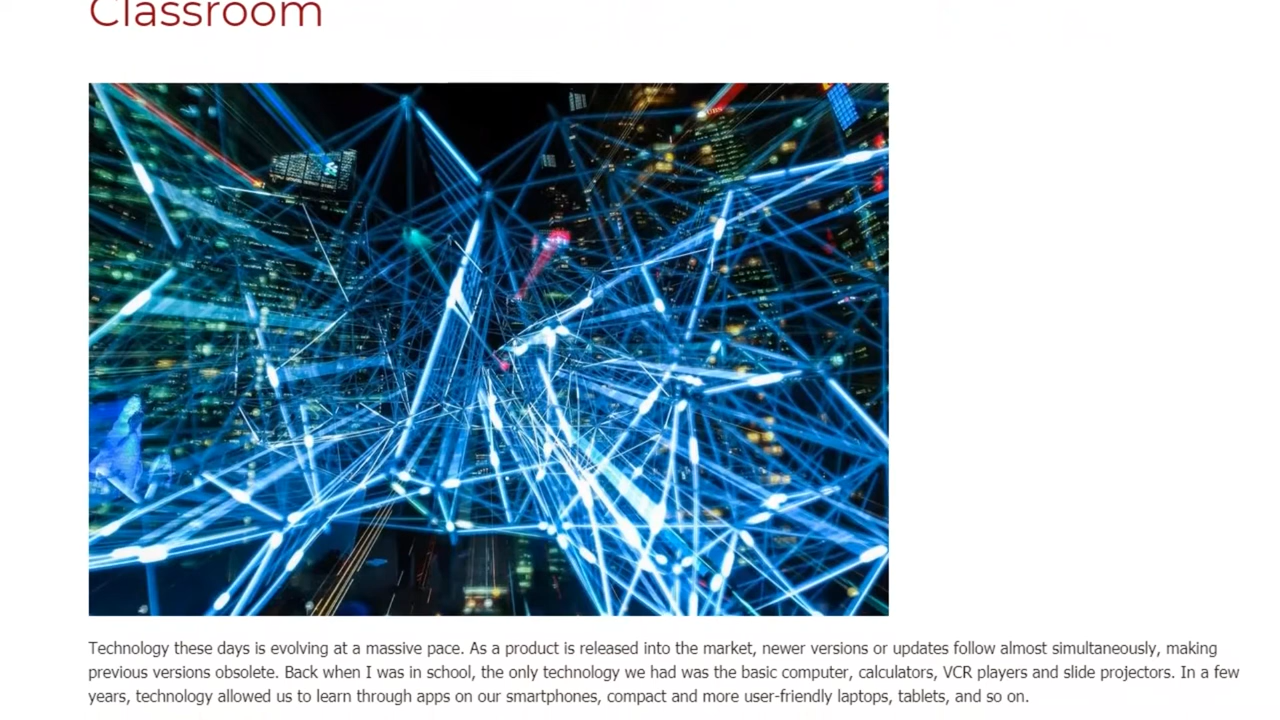 Classroom
Technology these days is evolving at a massive pace. As a product is released into the market, newer versions or updates follow almost simultaneously, making
previous versions obsolete. Back when I was in school, the only technology we had was the basic computer, calculators, VCR players and slide projectors. In a few
years, technology allowed us to learn through apps on our smartphones, compact and more user-friendly laptops, tablets, and so on.